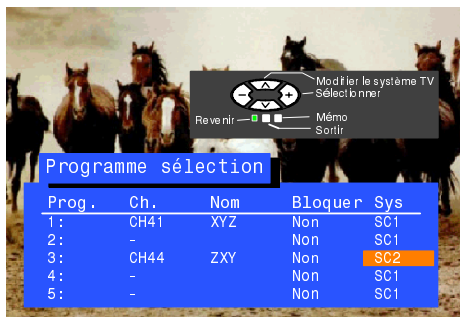 Modifier le système TV
Sélectionner
Revenir
Mémo
Sortir
Programme sélection
Prog. Ch. Nom Bloquer Sys
1: CH41 XYZ Non SC1
2: - Non SC1
3: CH44 ZXY Non SC2
4: - Non SC1
5: - Non SC1